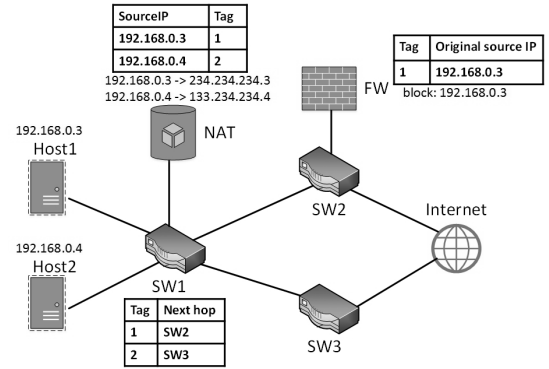 SourceIP Tag
192.168.0.3 1
192.168.0.4 2
192.168.0.3 -> 234.234.234.3
192.168.0.4 -> 133.234.234.4
NAT
Tag Original source IP
1 192.168.0.3
FW
block: 192.168.0.3
192.168.0.3
Host1
SW2
Internet
192.168.0.4
Host2
SW1
Tag Next hop
1 SW2
2 SW3
SW3